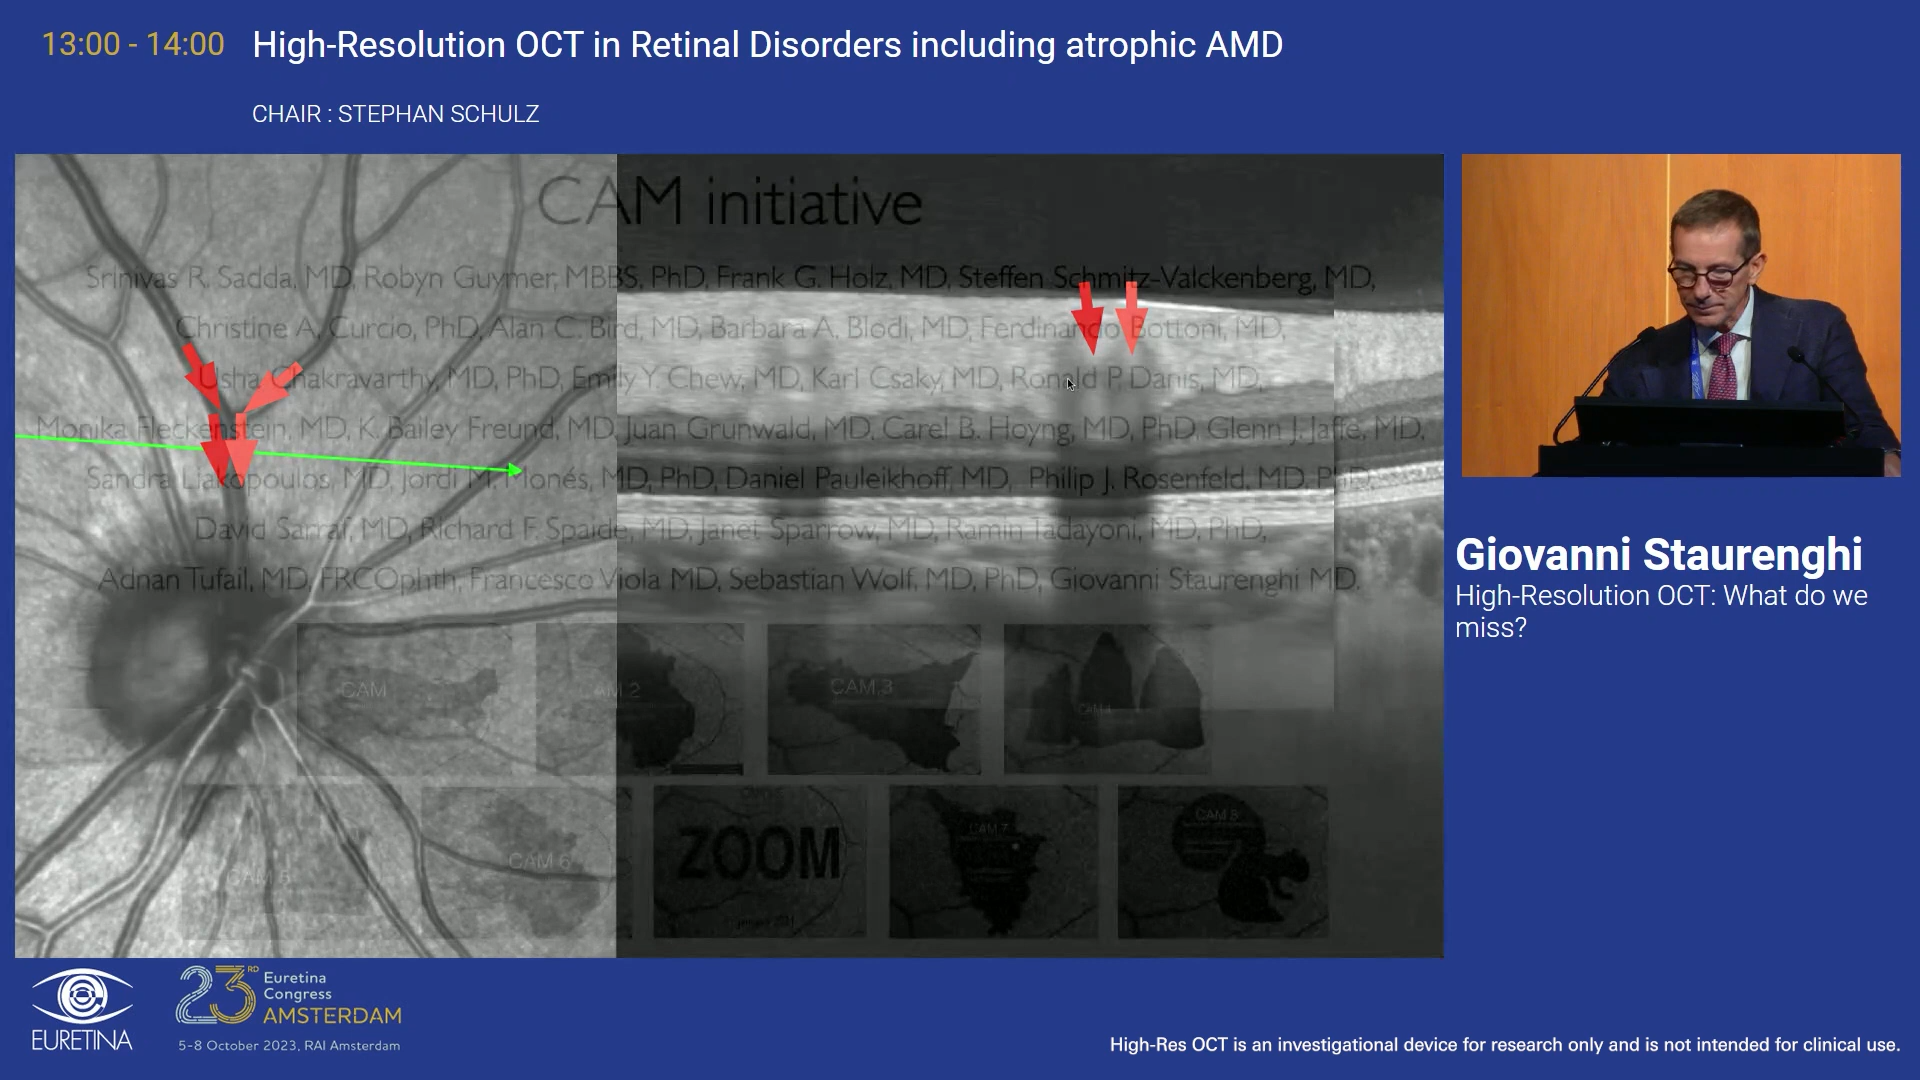 13:00 - 14:00 High-Resolution OCT in Retinal Disorders including atrophic AMD
CHAIR : STEPHAN SCHULZ
CAM initiative
Srinivas R. Sadda, MD, Robyn Guymer, MBBS, PhD, Frank G. Holz, MD, Steffen Schmitz-Valckenberg, MD,
Christine A. Curcio, PhD, Alan C. Bird, MD, Barbara A. Blodi, MD, Ferdinando Bottoni, MD,
Usha Chakravarthy, MD, PhD, Emily Y. Chew, MD, Karl Csaky, MD, Ronald P. Danis, MD,
Monika Fleckenstein, MD, K. Bailey Freund, MD, Juan Grunwald, MD, Carel B. Hoyng, MD, PhD, Glenn J. Jaffe, MD,
Sandra Liakopoulos, MD, Jordi M. Monés, MD, PhD, Daniel Pauleikhoff, MD, Philip J. Rosenfeld, MD, PhD,
David Sarraf, MD, Richard F. Spaide, MD, Janet Sparrow, MD, Ramin Tadayoni, MD, PhD,
Adnan Tufail, MD, FRCOphth, Francesco Viola MD, Sebastian Wolf, MD, PhD, Giovanni Staurenghi MD.
CAM
CAM 2
CAM 3
CAM 5
CAM 6
ZOOM
CAM 7
CAM 8
Giovanni Staurenghi
High-Resolution OCT: What do we
miss?
EURETINA
23RD
Euretina
Congress
AMSTERDAM
5-8 October 2023, RAI Amsterdam
High-Res OCT is an investigational device for research only and is not intended for clinical use.